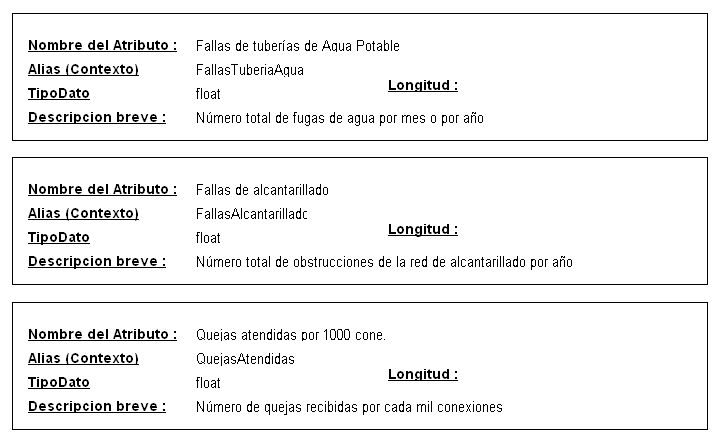 Nombre del Atributo : Fallas de tuberías de Agua Potable
Alias (Contexto) FallasTuberiaAgua
Longitud :
TipoDato float
Descripcion breve : Número total de fugas de agua por mes o por año
Nombre del Atributo : Fallas de alcantarillado
Alias (Contexto) FallasAlcantarillado
Longitud :
TipoDato float
Descripcion breve : Número total de obstrucciones de la red de alcantarillado por año
Nombre del Atributo : Quejas atendidas por 1000 cone.
Alias (Contexto) QuejasAtendidas
Longitud :
TipoDato float
Descripcion breve : Número de quejas recibidas por cada mil conexiones